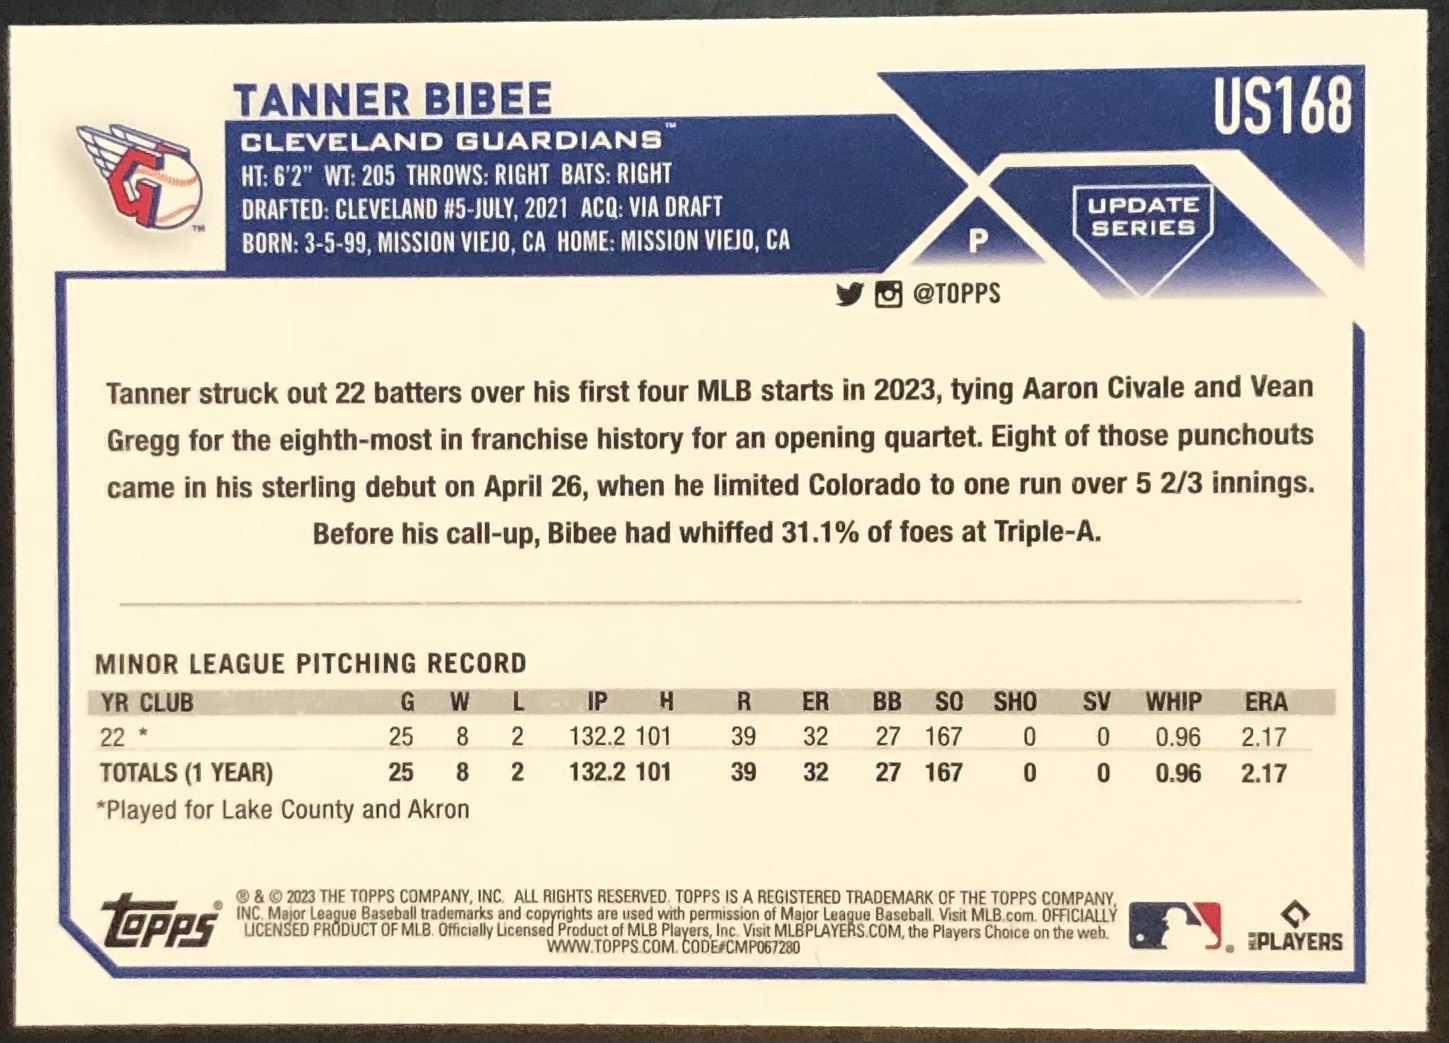 TANNER BIBEE
US168
CLEVELAND GUARDIANS™
HT: 6'2" WT: 205 THROWS: RIGHT BATS: RIGHT
DRAFTED: CLEVELAND #5-JULY, 2021 ACQ: VIA DRAFT
BORN: 3-5-99, MISSION VIEJO, CA HOME: MISSION VIEJO, CA
P
UPDATE
SERIES
G
TM
@TOPPS
Tanner struck out 22 batters over his first four MLB starts in 2023, tying Aaron Civale and Vean
Gregg for the eighth-most in franchise history for an opening quartet. Eight of those punchouts
came in his sterling debut on April 26, when he limited Colorado to one run over 5 2/3 innings.
Before his call-up, Bibee had whiffed 31.1% of foes at Triple-A.
MINOR LEAGUE PITCHING RECORD
YR CLUB G W L IP H R ER BB SO SHO SV WHIP ERA
22 * 25 8 2 132.2 101 39 32 27 167 0 0 0.96 2.17
TOTALS (1 YEAR) 25 8 2 132.2 101 39 32 27 167 0 0 0.96 2.17
*Played for Lake County and Akron
TOPPS®
® & © 2023 THE TOPPS COMPANY, INC. ALL RIGHTS RESERVED. TOPPS IS A REGISTERED TRADEMARK OF THE TOPPS COMPANY,
INC. Major League Baseball trademarks and copyrights are used with permission of Major League Baseball. Visit MLB.com. OFFICIALLY
LICENSED PRODUCT OF MLB. Officially Licensed Product of MLB Players, Inc. Visit MLBPLAYERS.COM, the Players Choice on the web.
WWW.TOPPS.COM. CODE#CMP067280
MLB PLAYERS